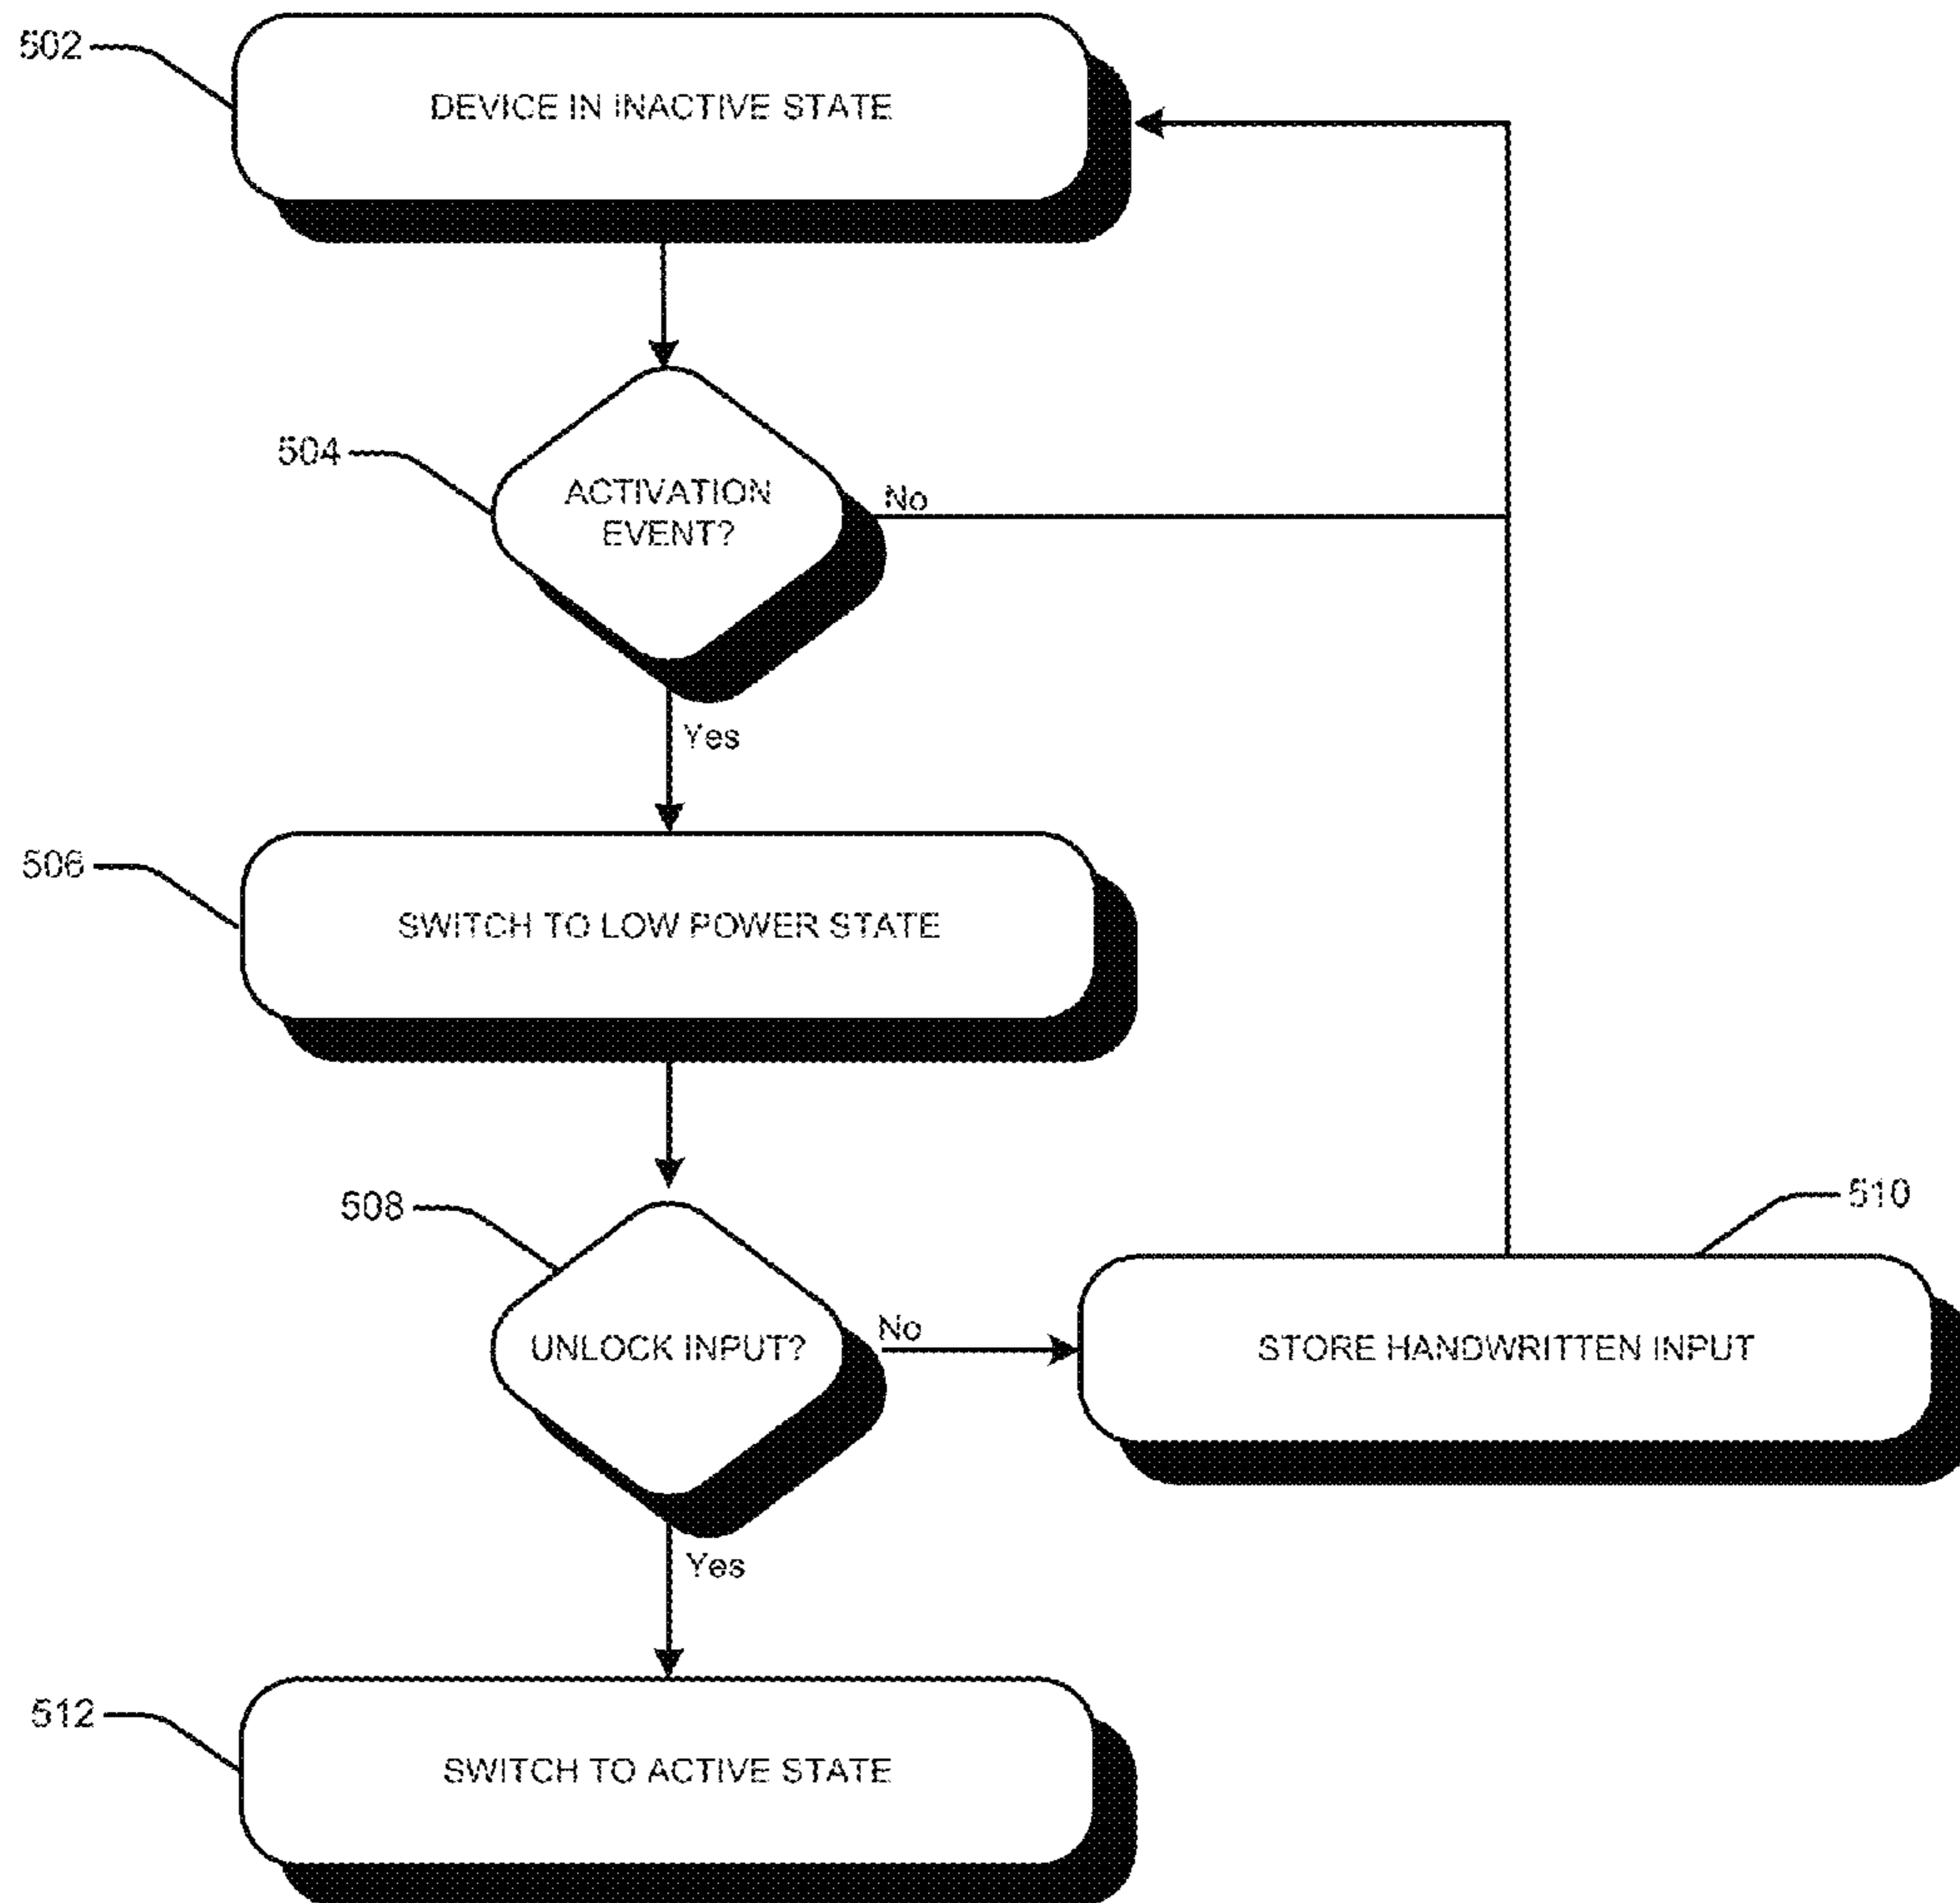 502
DEVICE IN INACTIVE STATE
504
ACTIVATION
EVENT?
No
Yes
506
SWITCH TO LOW POWER STATE
508
UNLOCK INPUT?
No
510
STORE HANDWRITTEN INPUT
Yes
512
SWITCH TO ACTIVE STATE